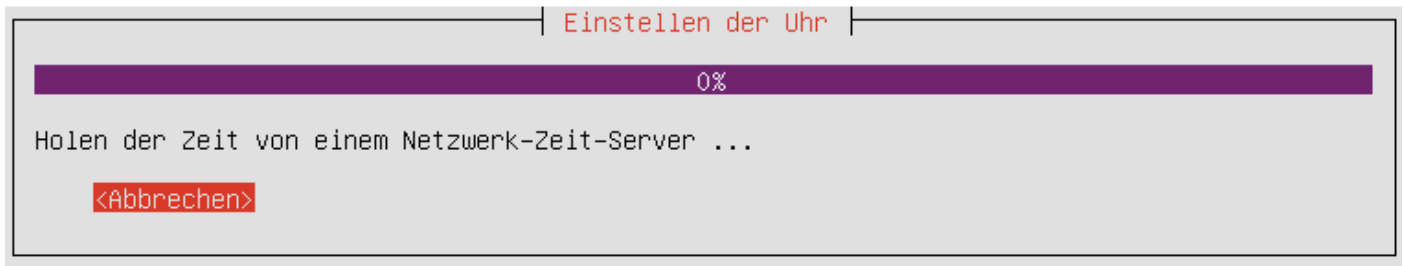 Einstellen der Uhr
0%
Holen der Zeit von einem Netzwerk-Zeit-Server ...
<Abbrechen>